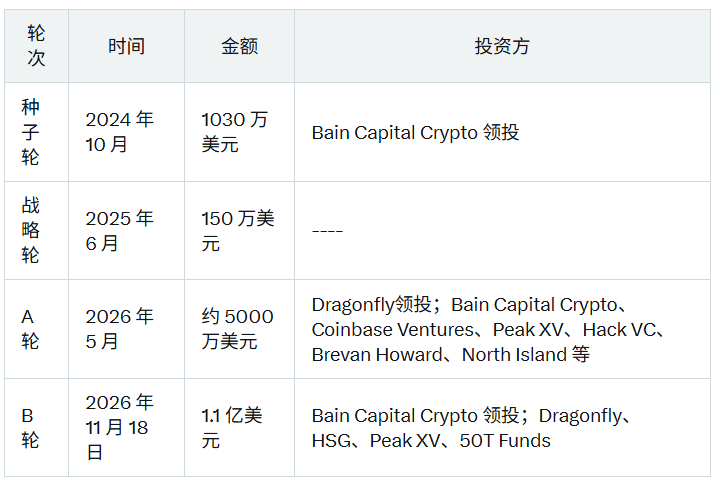 轮
次
时间
金额
投资方
种
子
轮
2024 年
10 月
1030 万
美元
Bain Capital Crypto 领投
战
略
轮
2025 年
6 月
150 万美
元
----
A
轮
2026 年
5 月
约 5000
万美元
Dragonfly领投；Bain Capital Crypto、
Coinbase Ventures、Peak XV、Hack VC、
Brevan Howard、North Island 等
B
轮
2026 年
11 月 18
日
1.1 亿美
元
Bain Capital Crypto 领投；Dragonfly、
HSG、Peak XV、50T Funds